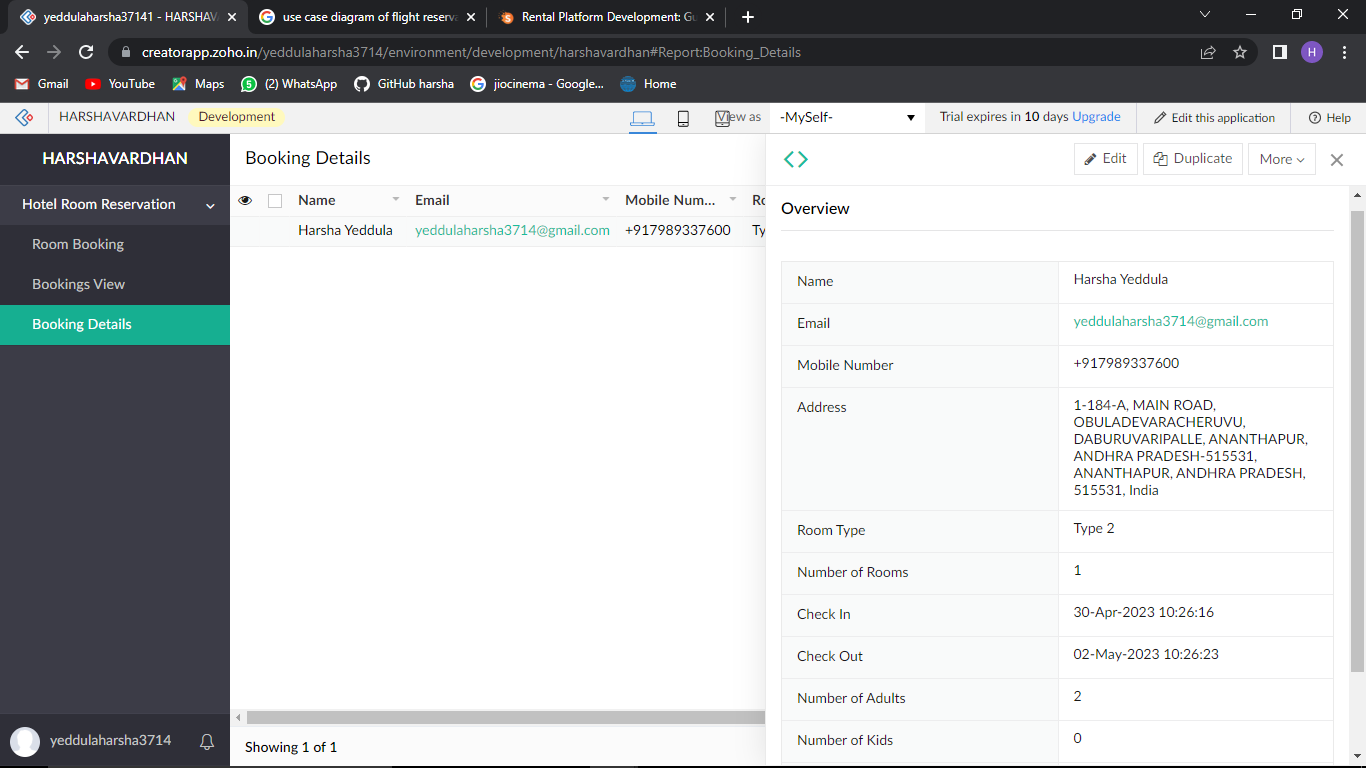 yeddulaharsha37141 - HARSHAV
use case diagram of flight reserva
Rental Platform Development: Gu
creatorapp.zoho.in/yeddulaharsha3714/environment/development/harshavardhan#Report:Booking_Details
H
Gmail
YouTube
Maps
5
(2) WhatsApp
GitHub harsha
jiocinema - Google...
Home
HARSHAVARDHAN
Development
View as
-MySelf-
Trial expires in 10 days Upgrade
Edit this application
Help
HARSHAVARDHAN
Hotel Room Reservation
Room Booking
Bookings View
Booking Details
yeddulaharsha3714
Booking Details
Name Email Mobile Num... Ro
Harsha Yeddula yeddulaharsha3714@gmail.com +917989337600 Ty
Showing 1 of 1
Edit
Duplicate
More
Overview
Name Harsha Yeddula
Email yeddulaharsha3714@gmail.com
Mobile Number +917989337600
Address 1-184-A, MAIN ROAD,
OBULADEVARACHERUVU,
DABURUVARIPALLE, ANANTHAPUR,
ANDHRA PRADESH-515531,
ANANTHAPUR, ANDHRA PRADESH,
515531, India
Room Type Type 2
Number of Rooms 1
Check In 30-Apr-2023 10:26:16
Check Out 02-May-2023 10:26:23
Number of Adults 2
Number of Kids 0